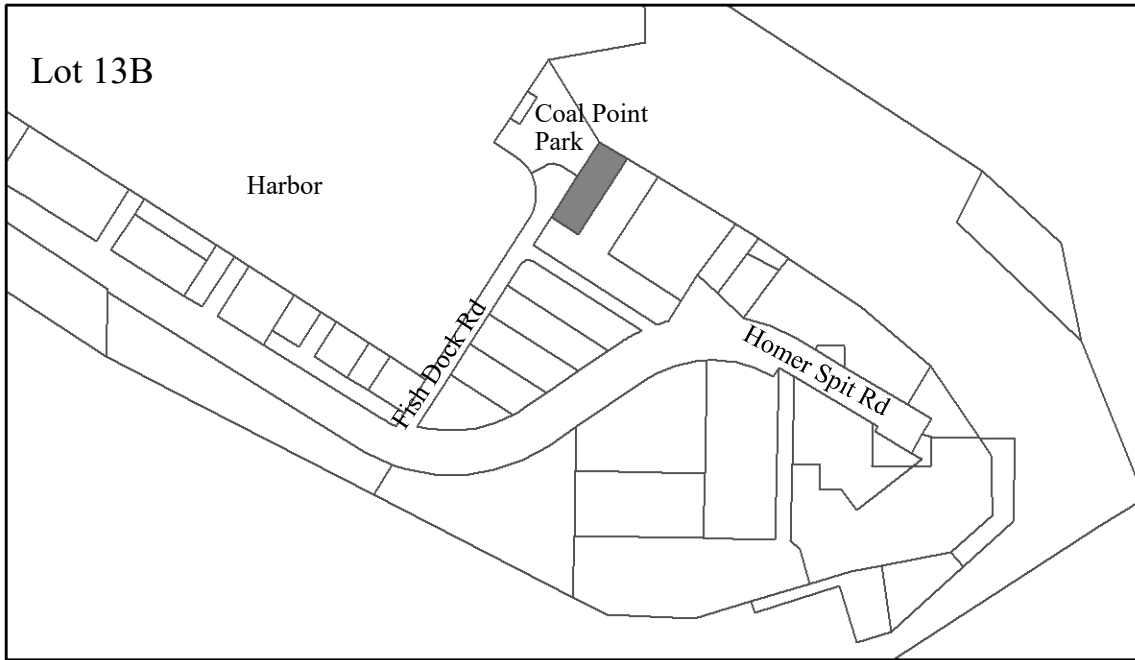 Lot 13B
Coal Point
Park
Harbor
Fish Dock Rd
Homer Spit Rd